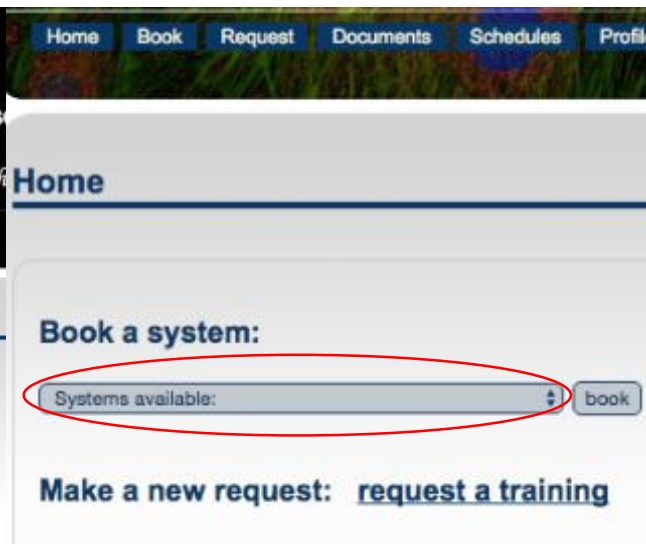 Home Book Request Documents Schedules
Home
Book a system:
Systems available: book
Make a new request: request a training